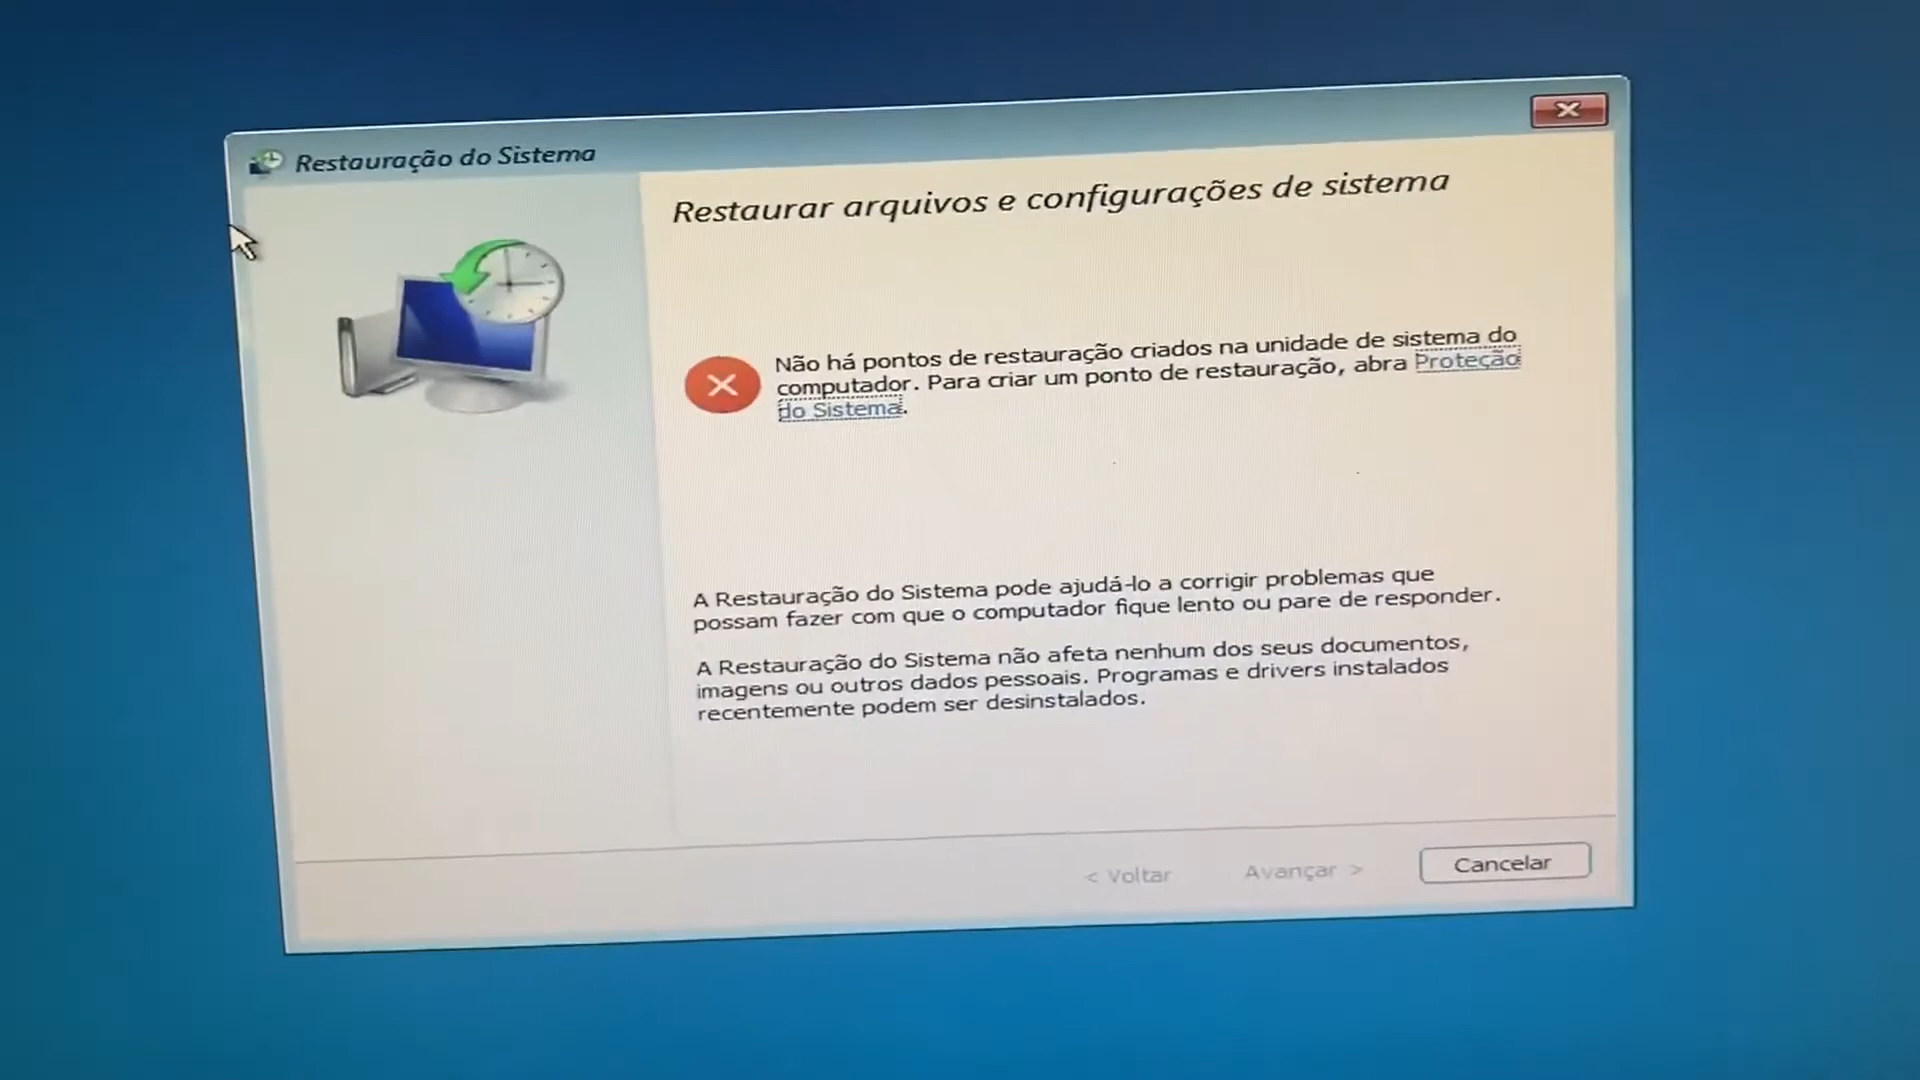 Restauração do Sistema
Restaurar arquivos e configurações de sistema
Não há pontos de restauração criados na unidade de sistema do
computador. Para criar um ponto de restauração, abra Proteção
do Sistema.
A Restauração do Sistema pode ajudá-lo a corrigir problemas que
possam fazer com que o computador fique lento ou pare de responder.
A Restauração do Sistema não afeta nenhum dos seus documentos,
imagens ou outros dados pessoais. Programas e drivers instalados
recentemente podem ser desinstalados.
< Voltar
Avançar >
Cancelar